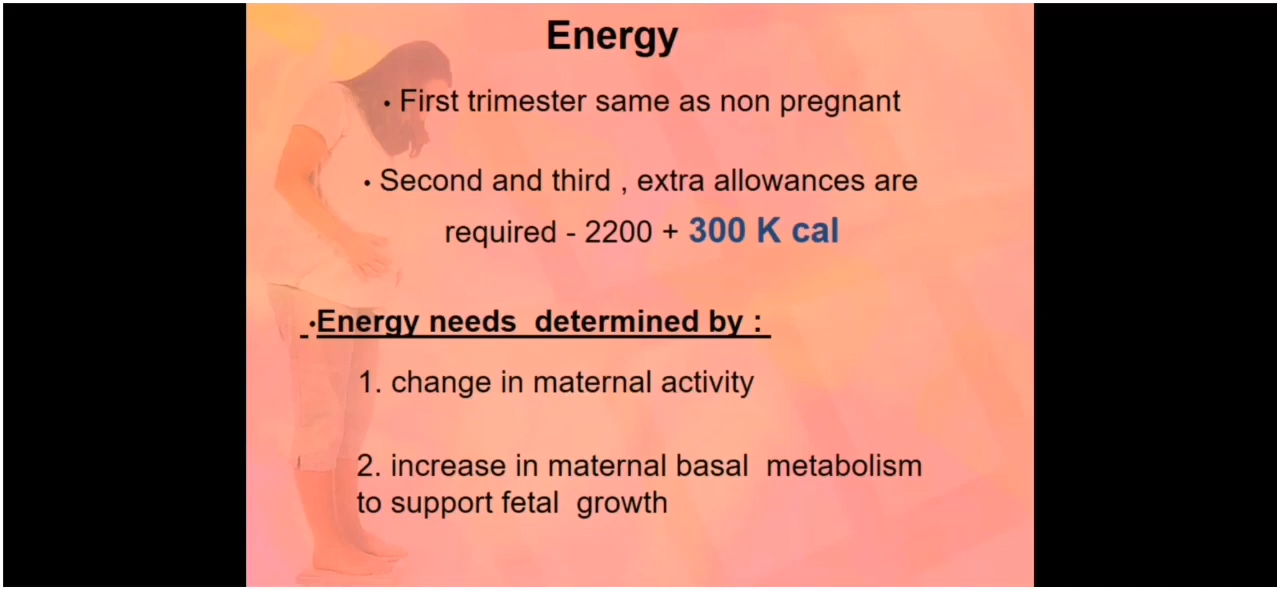 Energy
• First trimester same as non pregnant
• Second and third , extra allowances are
required - 2200 + 300 K cal
•Energy needs determined by :
1. change in maternal activity
2. increase in maternal basal metabolism
to support fetal growth